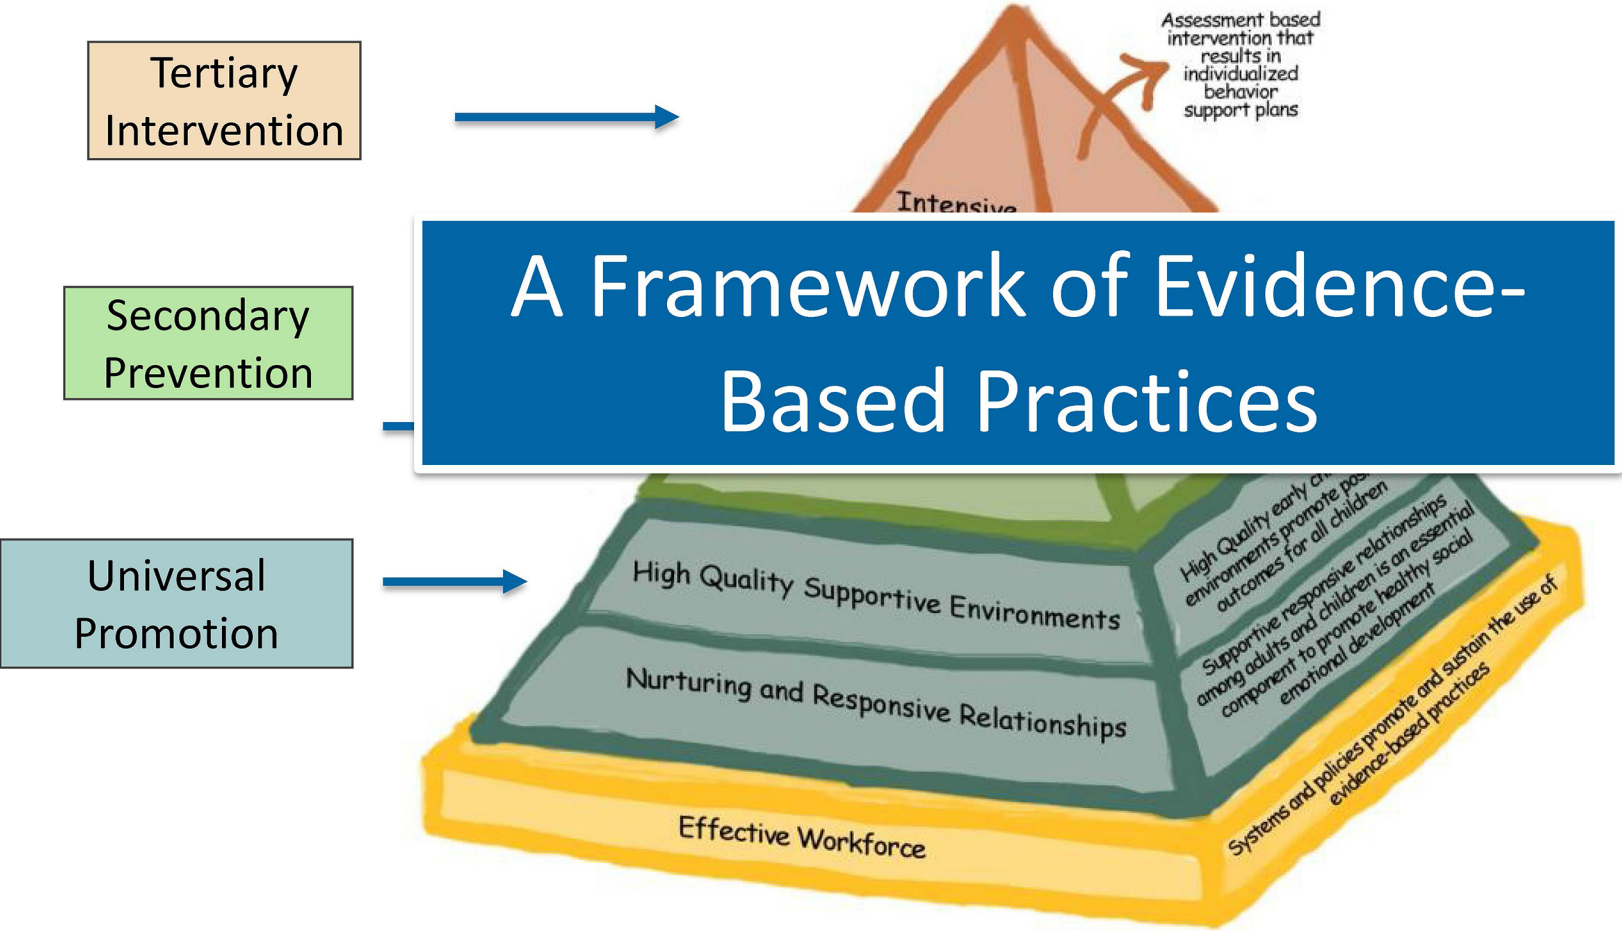 Tertiary
Intervention
Assessment based
intervention that
results in
individualized
behavior
support plans
Intensive
A Framework of Evidence-
Based Practices
Secondary
Prevention
Universal
Promotion
High Quality Supportive Environments
Nurturing and Responsive Relationships
Effective Workforce
High Quality early
environments promote
outcomes for all children
Supportive responsive relationships
among adults and children is an essential
component to promote healthy social
emotional development
Systems and policies promote and sustain the use of
evidence-based practices